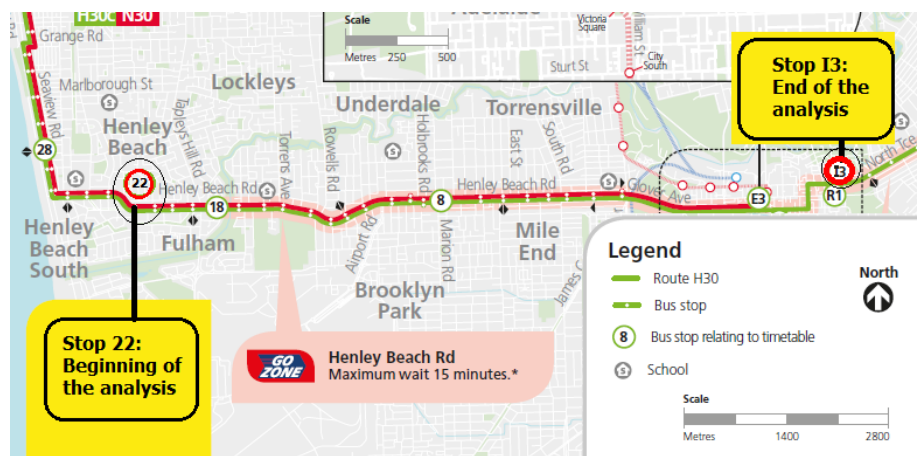 H30C N30
Grange Rd
Seaview Rd
Marlborough St
Henley
Beach
Tapleys Hill Rd
Lockleys
Underdale
Torrensville
Torrens Ave
Rowells Rd
Holbrooks Rd
East St
South Rd
Scale
Metres 250 500
Victoria
Square
William St
City
South
Sturt St
Adelaide
Stop I3:
End of the
analysis
28
22
Henley Beach Rd
18
8
Henley Beach Rd
Glover Ave
E3
I3
R1
North Tce
Henley
Beach
South
Fulham
Airport Rd
Marion Rd
Brooklyn
Park
Mile
End
James C
Stop 22:
Beginning of
the analysis
GO
ZONE
Henley Beach Rd
Maximum wait 15 minutes.*
Legend
Route H30
Bus stop
8 Bus stop relating to timetable
S School
North
Scale
Metres 1400 2800